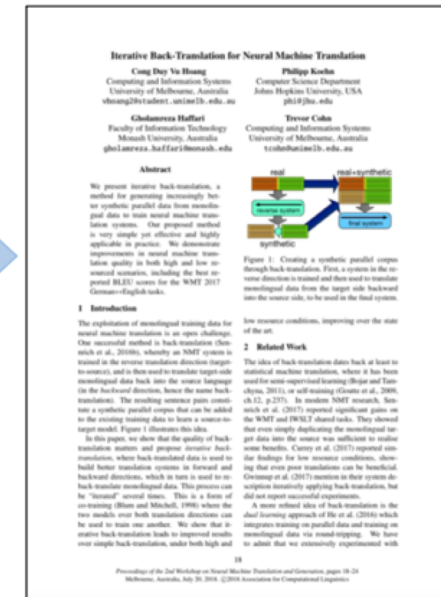 Iterative Back-Translation for Neural Machine Translation
Cong Duy Vu Hoang
Computing and Information Systems
University of Melbourne, Australia
vhoang2@student.unimelb.edu.au
Philipp Koehn
Computer Science Department
Johns Hopkins University, USA
phi@jhu.edu
Gholamreza Haffari
Faculty of Information Technology
Monash University, Australia
gholamreza.haffari@monash.edu
Trevor Cohn
Computing and Information Systems
University of Melbourne, Australia
tcohn@unimelb.edu.au
Abstract
We present iterative back-translation, a
method for generating increasingly bet-
ter synthetic parallel data from monolin-
gual data to train neural machine trans-
lation systems. Our proposed method
is very simple yet effective and highly
applicable in practice. We demonstrate
improvements in neural machine trans-
lation quality in both high and low re-
sourced scenarios, including the best re-
ported BLEU scores for the WMT 2017
German↔English tasks.
1 Introduction
The exploitation of monolingual training data for
neural machine translation is an open challenge.
One successful method is back-translation (Sen-
nrich et al., 2016b), whereby an NMT system is
trained in the reverse translation direction (target-
to-source), and is then used to translate target-side
monolingual data back into the source language
(in the backward direction, hence the name back-
translation). The resulting sentence pairs consti-
tute a synthetic parallel corpus that can be added
to the existing training data to learn a source-to-
target model. Figure 1 illustrates this idea.
In this paper, we show that the quality of back-
translation matters and propose iterative back-
translation, where back-translated data is used to
build better translation systems in forward and
backward directions, which in turn is used to re-
back-translate monolingual data. This process can
be "iterated" several times. This is a form of
co-training (Blum and Mitchell, 1998) where the
two models over both translation directions can
be used to train one another. We show that it-
erative back-translation leads to improved results
over simple back-translation, under both high and
real
real+synthetic
reverse system
final system
synthetic
Figure 1: Creating a synthetic parallel corpus
through back-translation. First, a system in the re-
verse direction is trained and then used to translate
monolingual data from the target side backward
into the source side, to be used in the final system.
low resource conditions, improving over the state
of the art.
2 Related Work
The idea of back-translation dates back at least to
statistical machine translation, where it has been
used for semi-supervised learning (Bojar and Tam-
chyna, 2011), or self-training (Goutte et al., 2009,
ch.12, p.237). In modern NMT research, Sen-
nrich et al. (2017) reported significant gains on
the WMT and IWSLT shared tasks. They showed
that even simply duplicating the monolingual tar-
get data into the source was sufficient to realise
some benefits. Currey et al. (2017) reported sim-
ilar findings for low resource conditions, show-
ing that even poor translations can be beneficial.
Gwinnup et al. (2017) mention in their system de-
scription iteratively applying back-translation, but
did not report successful experiments.
A more refined idea of back-translation is the
dual learning approach of He et al. (2016) which
integrates training on parallel data and training on
monolingual data via round-tripping. We have
to admit that we extensively experimented with
18
Proceedings of the 2nd Workshop on Neural Machine Translation and Generation, pages 18–24
Melbourne, Australia, July 20, 2018. ©2018 Association for Computational Linguistics